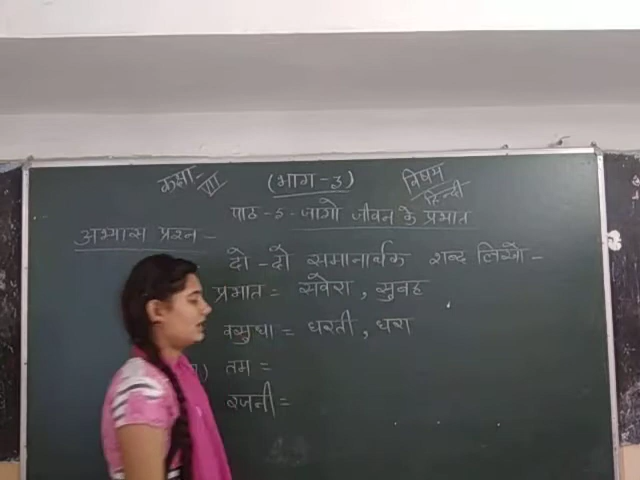 कक्षा- III (भाग -3) विषय हिन्दी
पाठ -5 - जागो जीवन के प्रभात
अभ्यास प्रश्न -
दो -दो समानार्थक शब्द लिखो -
प्रभात = सवेरा , सुबह
वसुधा = धरती , धरा
) तम =
रजनी =